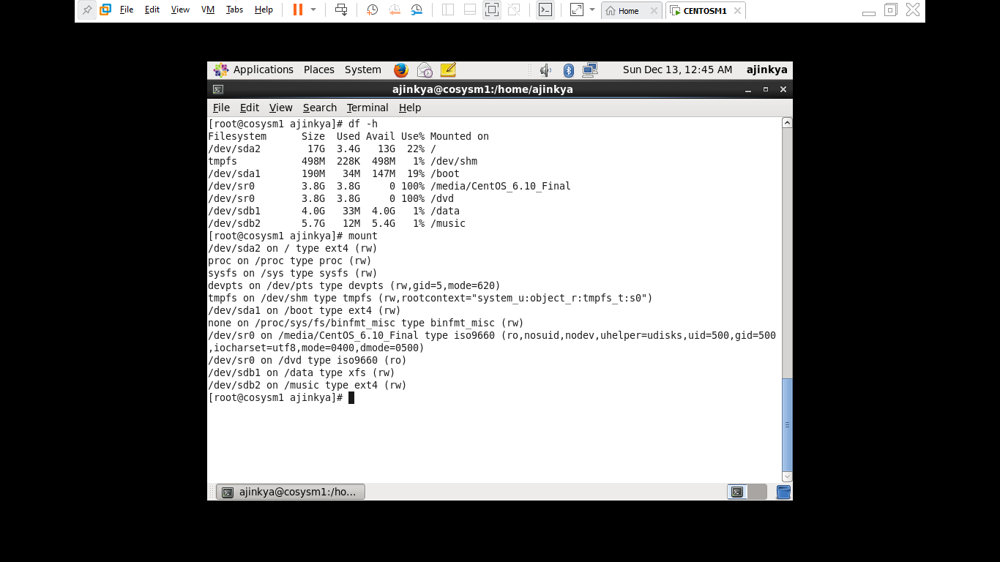 File Edit View VM Tabs Help Home CENTOSM1
Applications Places System Sun Dec 13, 12:45 AM ajinkya
ajinkya@cosysm1:/home/ajinkya
File Edit View Search Terminal Help
[root@cosysm1 ajinkya]# df -h
Filesystem      Size  Used Avail Use% Mounted on
/dev/sda2        17G  3.4G   13G  22% /
tmpfs           498M  228K  498M   1% /dev/shm
/dev/sda1       190M   34M  147M  19% /boot
/dev/sr0        3.8G  3.8G     0 100% /media/CentOS_6.10_Final
/dev/sr0        3.8G  3.8G     0 100% /dvd
/dev/sdb1       4.0G   33M  4.0G   1% /data
/dev/sdb2       5.7G   12M  5.4G   1% /music
[root@cosysm1 ajinkya]# mount
/dev/sda2 on / type ext4 (rw)
proc on /proc type proc (rw)
sysfs on /sys type sysfs (rw)
devpts on /dev/pts type devpts (rw,gid=5,mode=620)
tmpfs on /dev/shm type tmpfs (rw,rootcontext="system_u:object_r:tmpfs_t:s0")
/dev/sda1 on /boot type ext4 (rw)
none on /proc/sys/fs/binfmt_misc type binfmt_misc (rw)
/dev/sr0 on /media/CentOS_6.10_Final type iso9660 (ro,nosuid,nodev,uhelper=udisks,uid=500,gid=500
,iocharset=utf8,mode=0400,dmode=0500)
/dev/sr0 on /dvd type iso9660 (ro)
/dev/sdb1 on /data type xfs (rw)
/dev/sdb2 on /music type ext4 (rw)
[root@cosysm1 ajinkya]#
ajinkya@cosysm1:/ho...